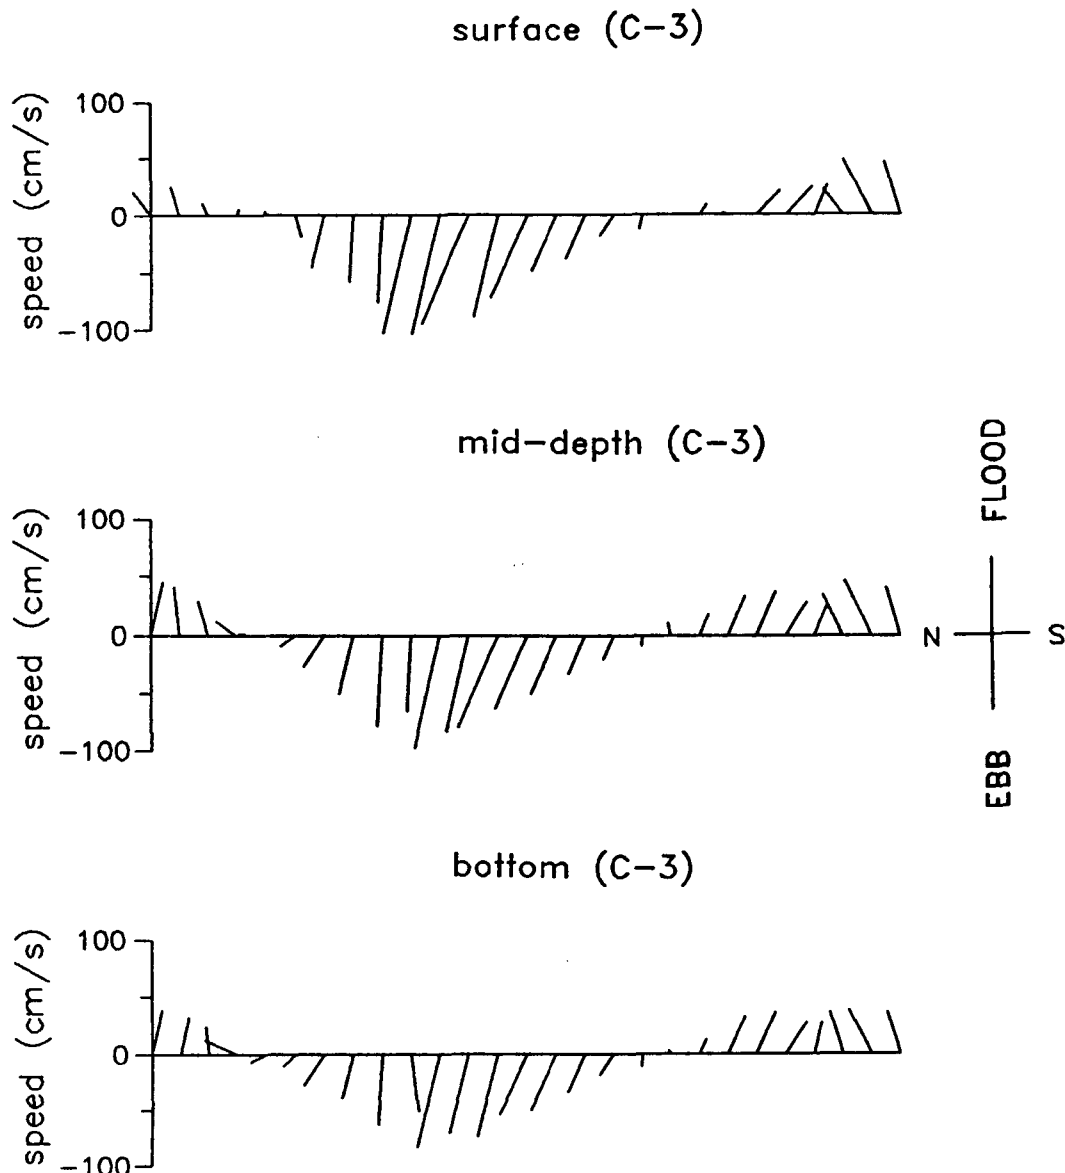 surface (C-3)
100
0
-100
speed (cm/s)
mid-depth (C-3)
100
0
-100
speed (cm/s)
FLOOD
N
S
EBB
bottom (C-3)
100
0
-100
speed (cm/s)